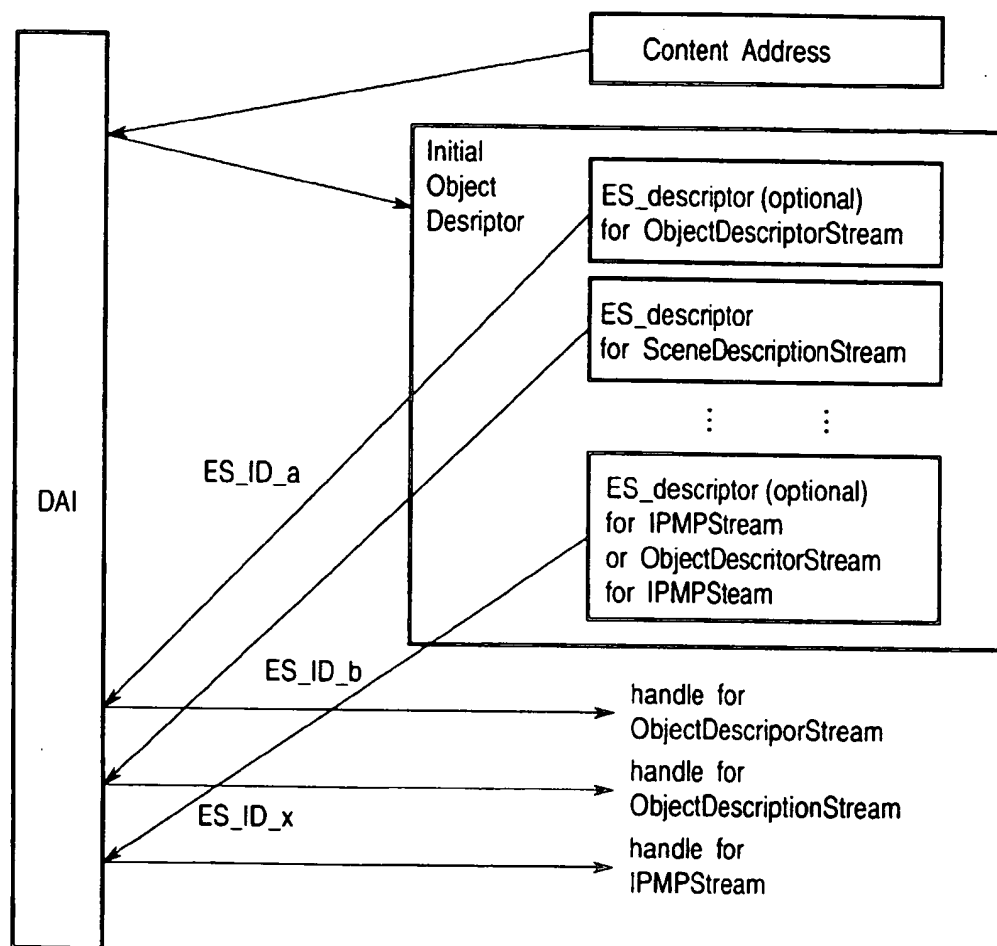 Content Address
Initial
Object
Desriptor
ES_descriptor (optional)
for ObjectDescriptorStream
ES_descriptor
for SceneDescriptionStream
ES_ID_a
DAI
ES_descriptor (optional)
for IPMPStream
or ObjectDescritorStream
for IPMPSteam
ES_ID_b
handle for
ObjectDescriporStream
handle for
ObjectDescriptionStream
ES_ID_x
handle for
IPMPStream